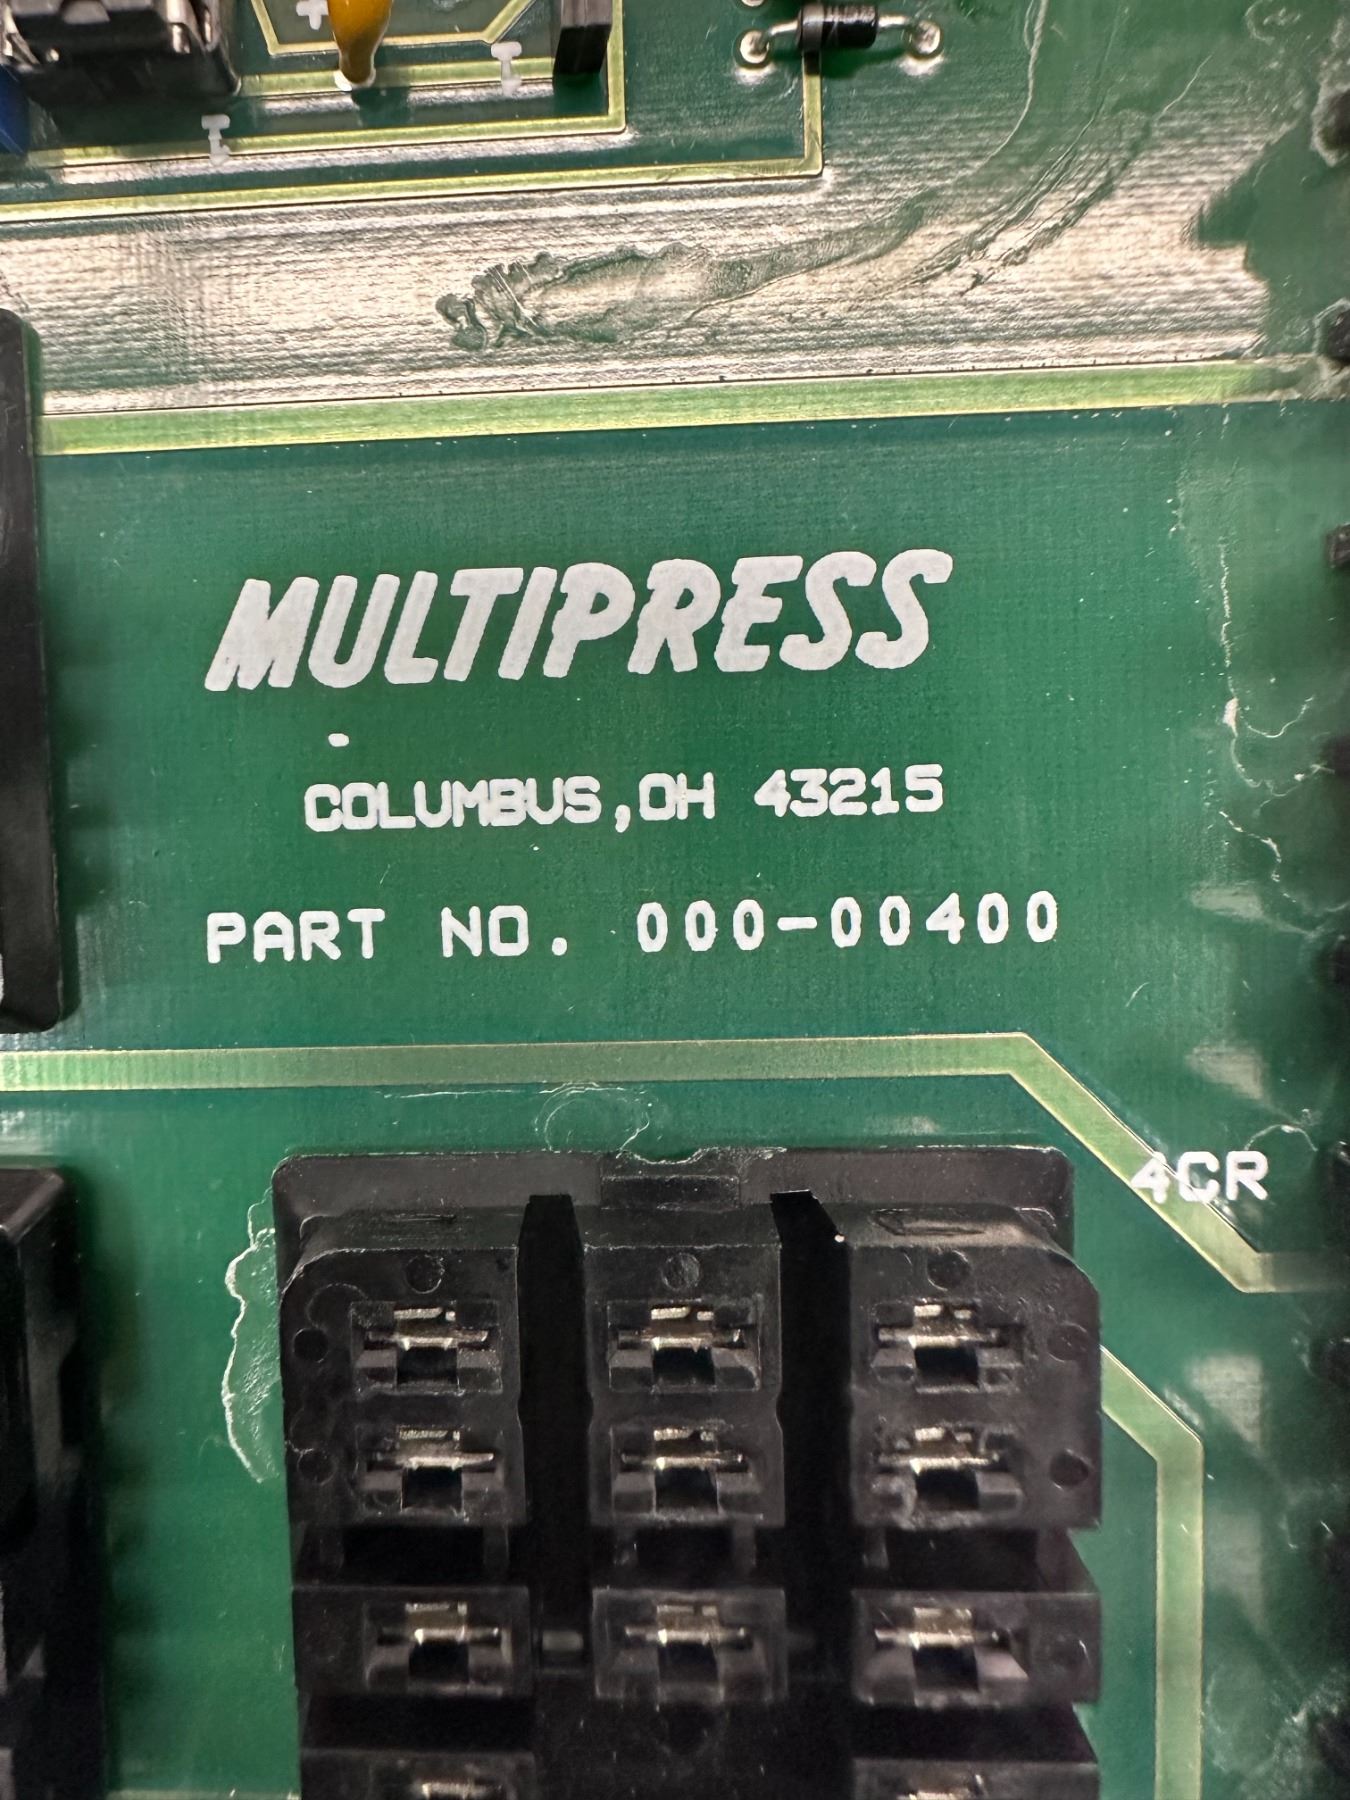 MULTIPRESS
COLUMBUS,OH 43215
PART NO. 000-00400
4CR